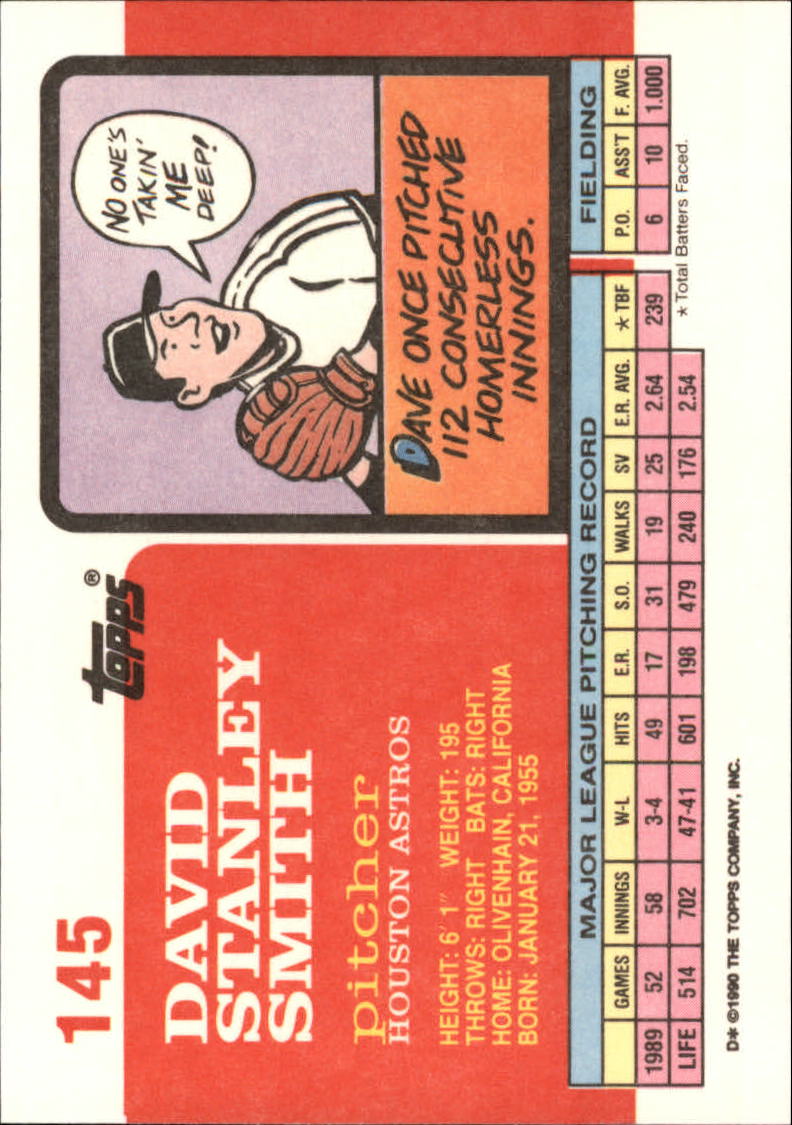 145
Topps®
DAVID
STANLEY
SMITH
pitcher
HOUSTON ASTROS
HEIGHT: 6' 1" WEIGHT: 195
THROWS: RIGHT BATS: RIGHT
HOME: OLIVENHAIN, CALIFORNIA
BORN: JANUARY 21, 1955
NO ONE'S
TAKIN'
ME
DEEP!
DAVE ONCE PITCHED
112 CONSECUTIVE
HOMERLESS
INNINGS.
MAJOR LEAGUE PITCHING RECORD
GAMES INNINGS W-L HITS E.R. S.O. WALKS SV E.R. AVG. ★TBF
1989 52 58 3-4 49 17 31 19 25 2.64 239
LIFE 514 702 47-41 601 198 479 240 176 2.54
FIELDING
P.O. ASS'T F. AVG.
6 10 1.000
★Total Batters Faced.
D✱ ©1990 THE TOPPS COMPANY, INC.